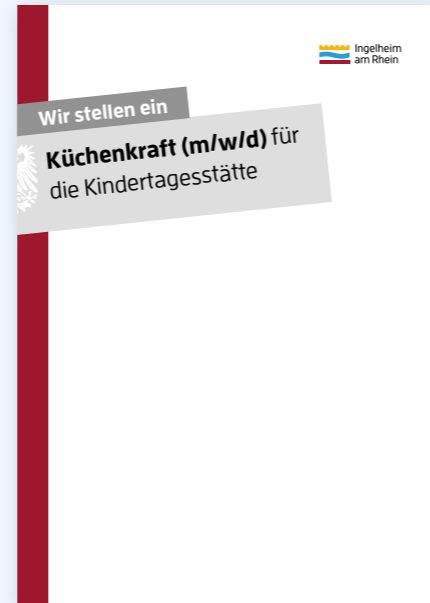 Ingelheim
am Rhein
Wir stellen ein
Küchenkraft (m/w/d) für
die Kindertagesstätte